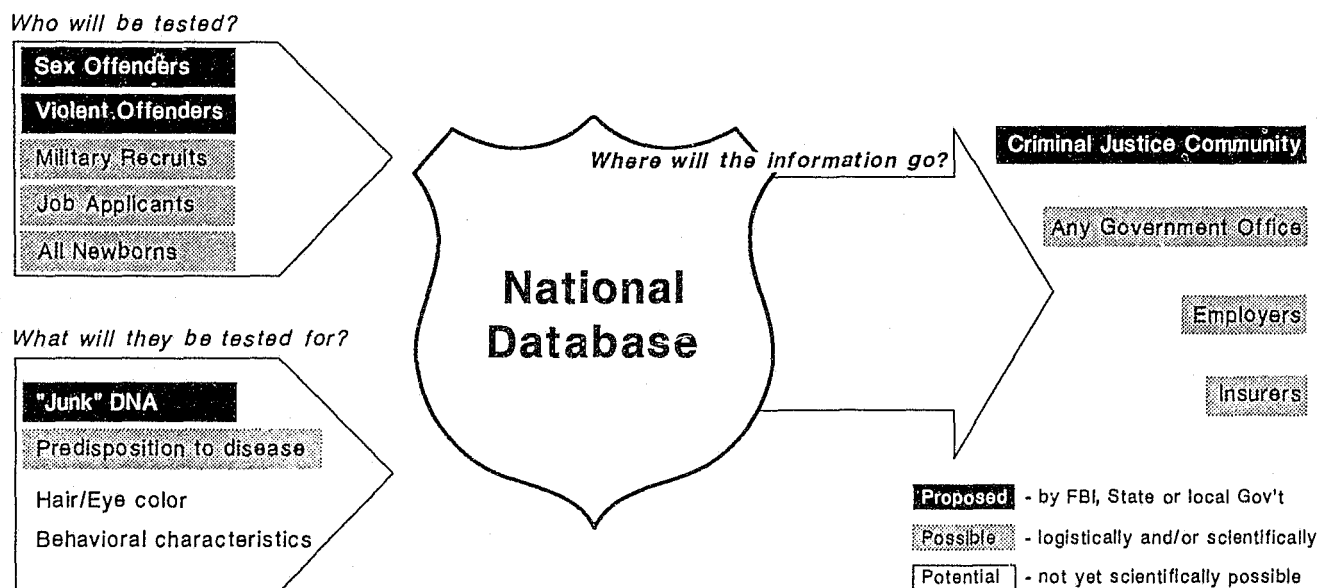 Who will be tested?
Sex Offenders
Violent Offenders
Military Recruits
Job Applicants
All Newborns
What will they be tested for?
"Junk" DNA
Predisposition to disease
Hair/Eye color
Behavioral characteristics
National
Database
Where will the information go?
Criminal Justice Community
Any Government Office
Employers
Insurers
Proposed - by FBI, State or local Gov't
Possible - logistically and/or scientifically
Potential - not yet scientifically possible